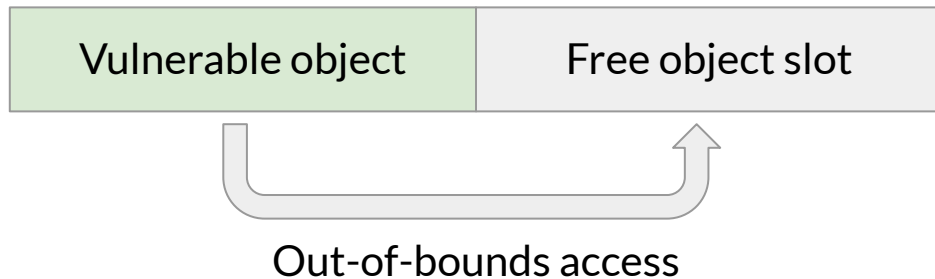 Vulnerable object
Free object slot
Out-of-bounds access